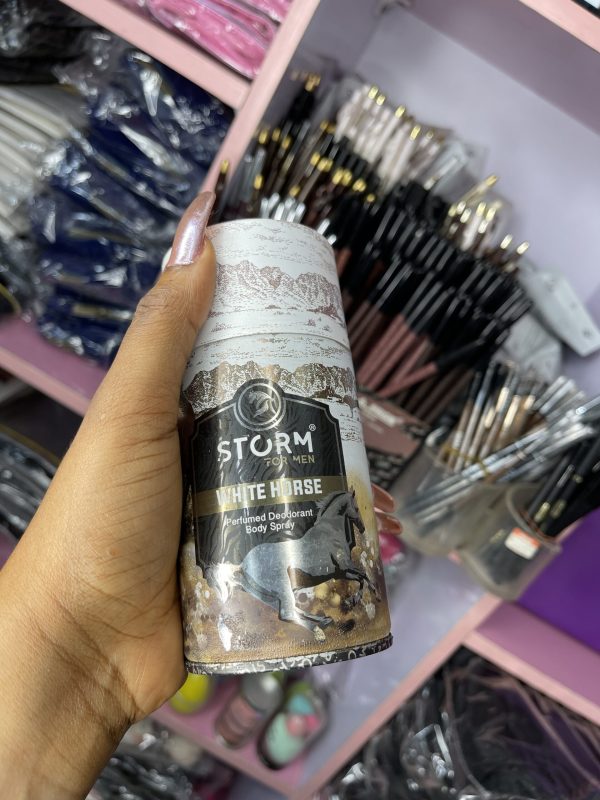 STORM®
FOR MEN
WHITE HORSE
Perfumed Deodorant
Body Spray